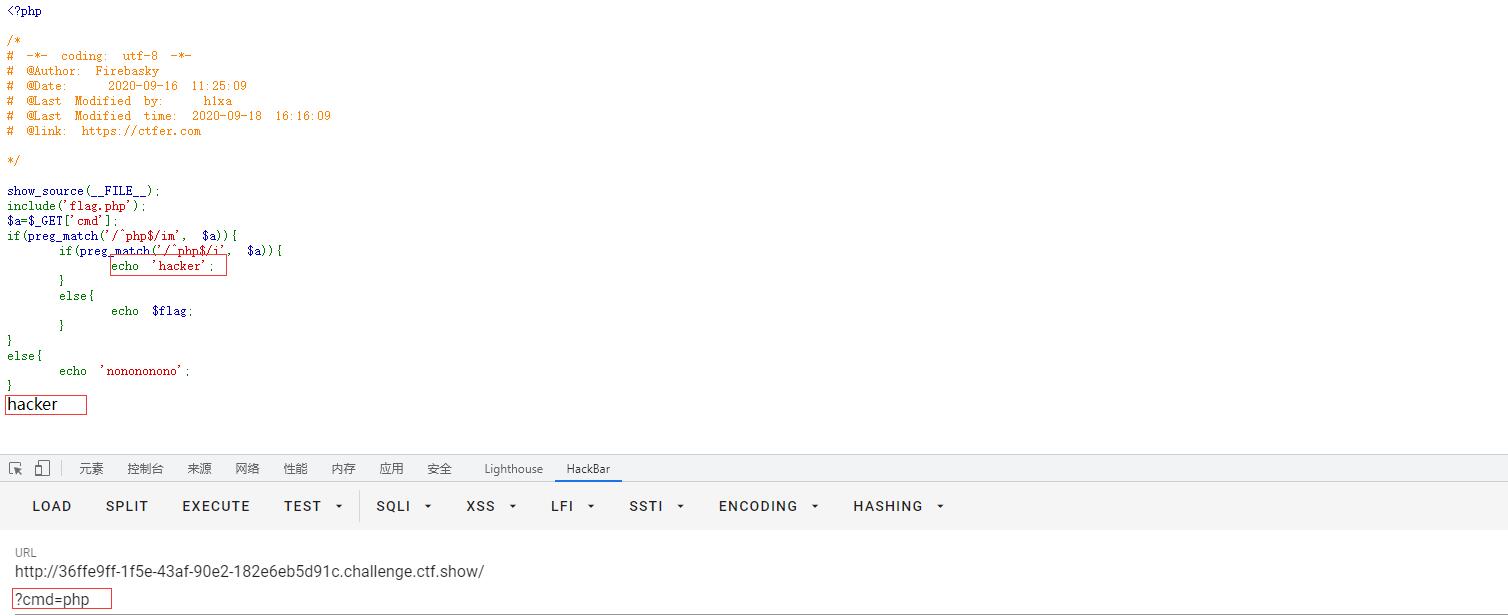 <?php
/*
# -*- coding: utf-8 -*-
# @Author: Firebasky
# @Date: 2020-09-16 11:25:09
# @Last Modified by: h1xa
# @Last Modified time: 2020-09-18 16:16:09
# @link: https://ctfer.com
*/
show_source(__FILE__);
include('flag.php');
$a=$_GET['cmd'];
if(preg_match('/^php$/im', $a)){
if(preg_match('/^php$/i', $a)){
echo 'hacker';
}
else{
echo $flag;
}
}
else{
echo 'nonononono';
}
hacker
元素 控制台 来源 网络 性能 内存 应用 安全 Lighthouse HackBar
LOAD SPLIT EXECUTE TEST SQLI XSS LFI SSTI ENCODING HASHING
URL
http://36ffe9ff-1f5e-43af-90e2-182e6eb5d91c.challenge.ctf.show/
?cmd=php